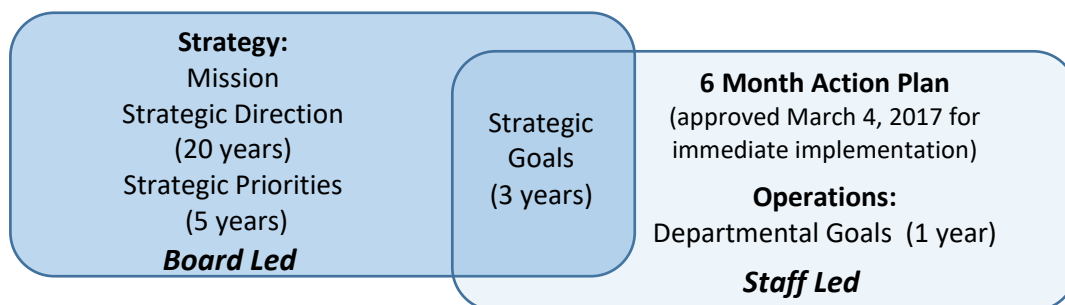 Strategy:
Mission
Strategic Direction
(20 years)
Strategic Priorities
(5 years)
Board Led
Strategic
Goals
(3 years)
6 Month Action Plan
(approved March 4, 2017 for
immediate implementation)
Operations:
Departmental Goals (1 year)
Staff Led